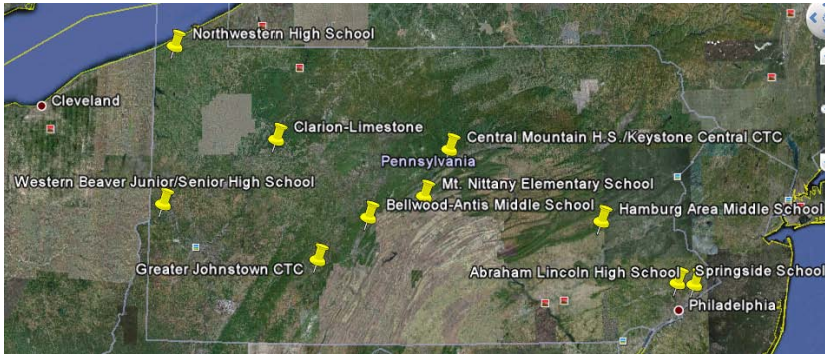 Northwestern High School
Cleveland
Clarion-Limestone
Central Mountain H.S./Keystone Central CTC
Pennsylvania
Western Beaver Junior/Senior High School
Mt. Nittany Elementary School
Bellwood-Antis Middle School
Hamburg Area Middle School
Greater Johnstown CTC
Abraham Lincoln High School
Springside School
Philadelphia